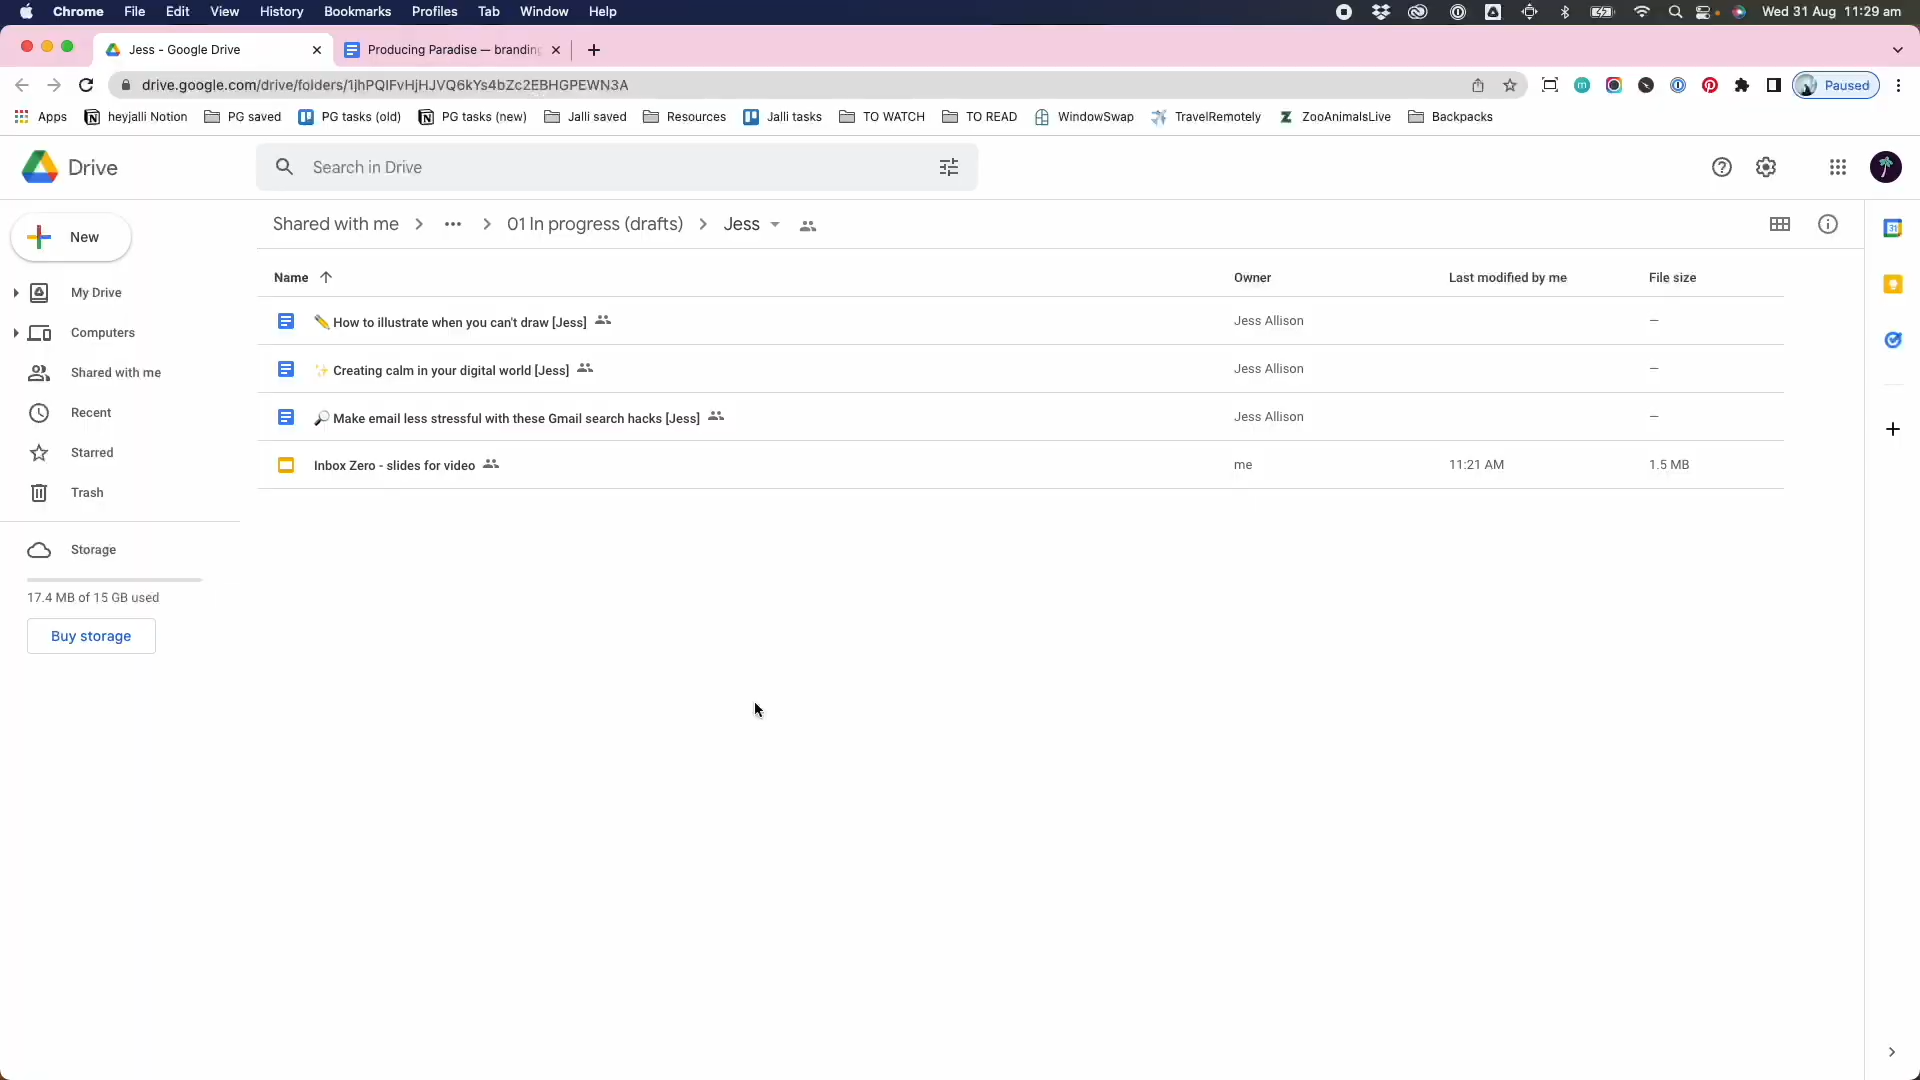 Chrome File Edit View History Bookmarks Profiles Tab Window Help Wed 31 Aug 11:29 am
Jess - Google Drive Producing Paradise — branding
drive.google.com/drive/folders/1jhPQIFvHjHJVQ6kYs4bZc2EBHGPEWN3A Paused
Apps heyjalli Notion PG saved PG tasks (old) PG tasks (new) Jalli saved Resources Jalli tasks TO WATCH TO READ WindowSwap TravelRemotely ZooAnimalsLive Backpacks
Drive Search in Drive
Shared with me 01 In progress (drafts) Jess
New
Name Owner Last modified by me File size
My Drive
Computers
Shared with me
Recent
Starred
Trash
Storage
17.4 MB of 15 GB used
Buy storage
✏️ How to illustrate when you can't draw [Jess] Jess Allison —
✨ Creating calm in your digital world [Jess] Jess Allison —
🔎 Make email less stressful with these Gmail search hacks [Jess] Jess Allison —
Inbox Zero - slides for video me 11:21 AM 1.5 MB
31